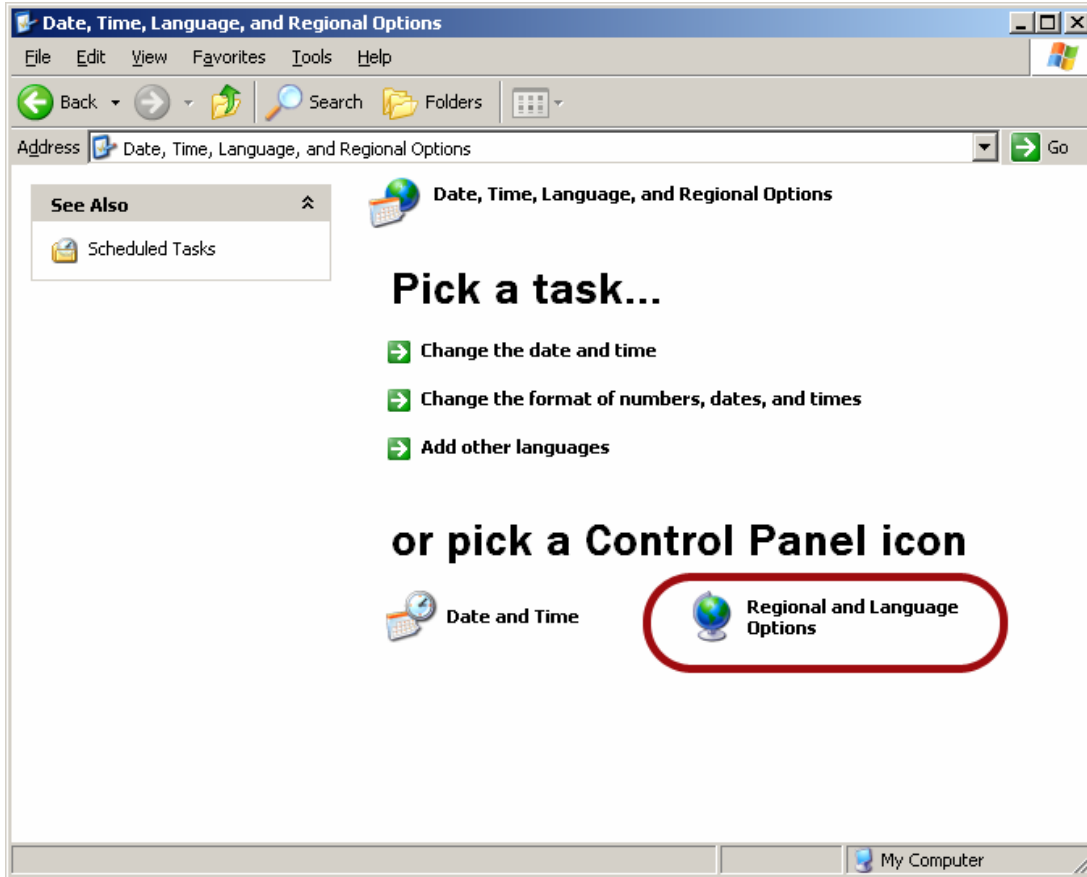 Date, Time, Language, and Regional Options
File Edit View Favorites Tools Help
Back Search Folders
Address Date, Time, Language, and Regional Options Go
See Also
Scheduled Tasks
Date, Time, Language, and Regional Options
Pick a task...
Change the date and time
Change the format of numbers, dates, and times
Add other languages
or pick a Control Panel icon
Date and Time
Regional and Language
Options
My Computer